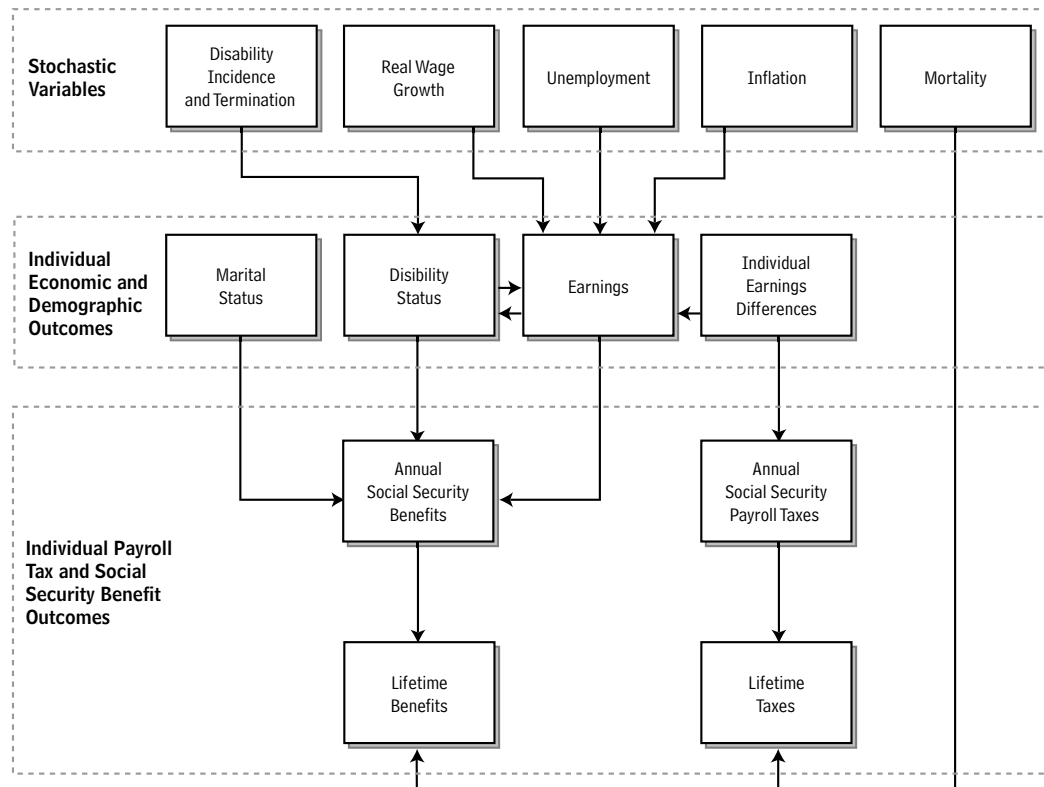 Stochastic
Variables
Disability
Incidence
and Termination
Real Wage
Growth
Unemployment
Inflation
Mortality
Individual
Economic and
Demographic
Outcomes
Marital
Status
Disibility
Status
Earnings
Individual
Earnings
Differences
Individual Payroll
Tax and Social
Security Benefit
Outcomes
Annual
Social Security
Benefits
Annual
Social Security
Payroll Taxes
Lifetime
Benefits
Lifetime
Taxes